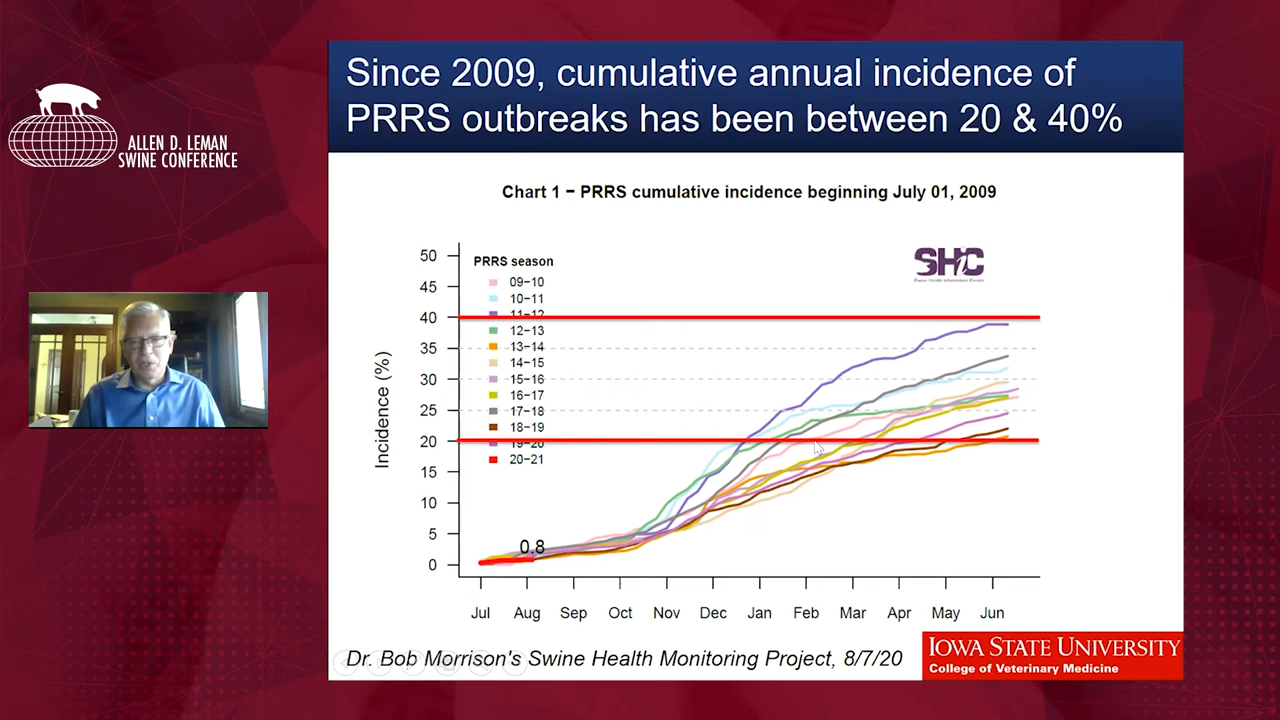 ALLEN D. LEMAN
SWINE CONFERENCE
Since 2009, cumulative annual incidence of
PRRS outbreaks has been between 20 & 40%
Chart 1 − PRRS cumulative incidence beginning July 01, 2009
SHiC
PRRS season
09−10
10−11
11−12
12−13
13−14
14−15
15−16
16−17
17−18
18−19
19−20
20−21
Incidence (%)
50
45
40
35
30
25
20
15
10
5
0
0.8
Jul Aug Sep Oct Nov Dec Jan Feb Mar Apr May Jun
Dr. Bob Morrison's Swine Health Monitoring Project, 8/7/20
IOWA STATE UNIVERSITY
College of Veterinary Medicine